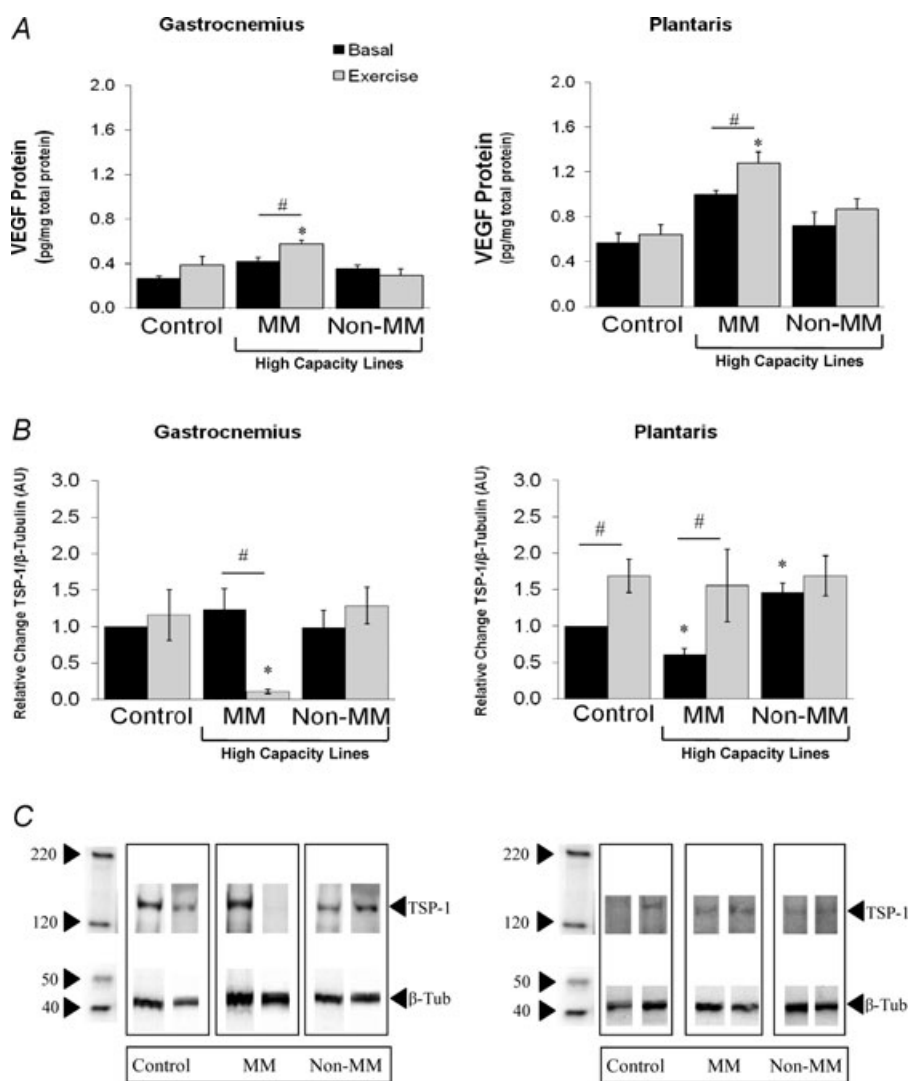 A
Gastrocnemius
Basal
Exercise
VEGF Protein
(pg/mg total protein)
2.0
1.6
1.2
0.8
0.4
0.0
#
*
Control MM Non-MM
High Capacity Lines
Plantaris
VEGF Protein
(pg/mg total protein)
2.0
1.6
1.2
0.8
0.4
0.0
#
*
Control MM Non-MM
High Capacity Lines
B
Gastrocnemius
Relative Change TSP-1/β-Tubulin (AU)
3.0
2.5
2.0
1.5
1.0
0.5
0.0
#
*
Control MM Non-MM
High Capacity Lines
Plantaris
Relative Change TSP-1/β-Tubulin (AU)
3.0
2.5
2.0
1.5
1.0
0.5
0.0
# #
* *
Control MM Non-MM
High Capacity Lines
C
220
120
50
40
TSP-1
β-Tub
Control MM Non-MM
220
120
50
40
TSP-1
β-Tub
Control MM Non-MM